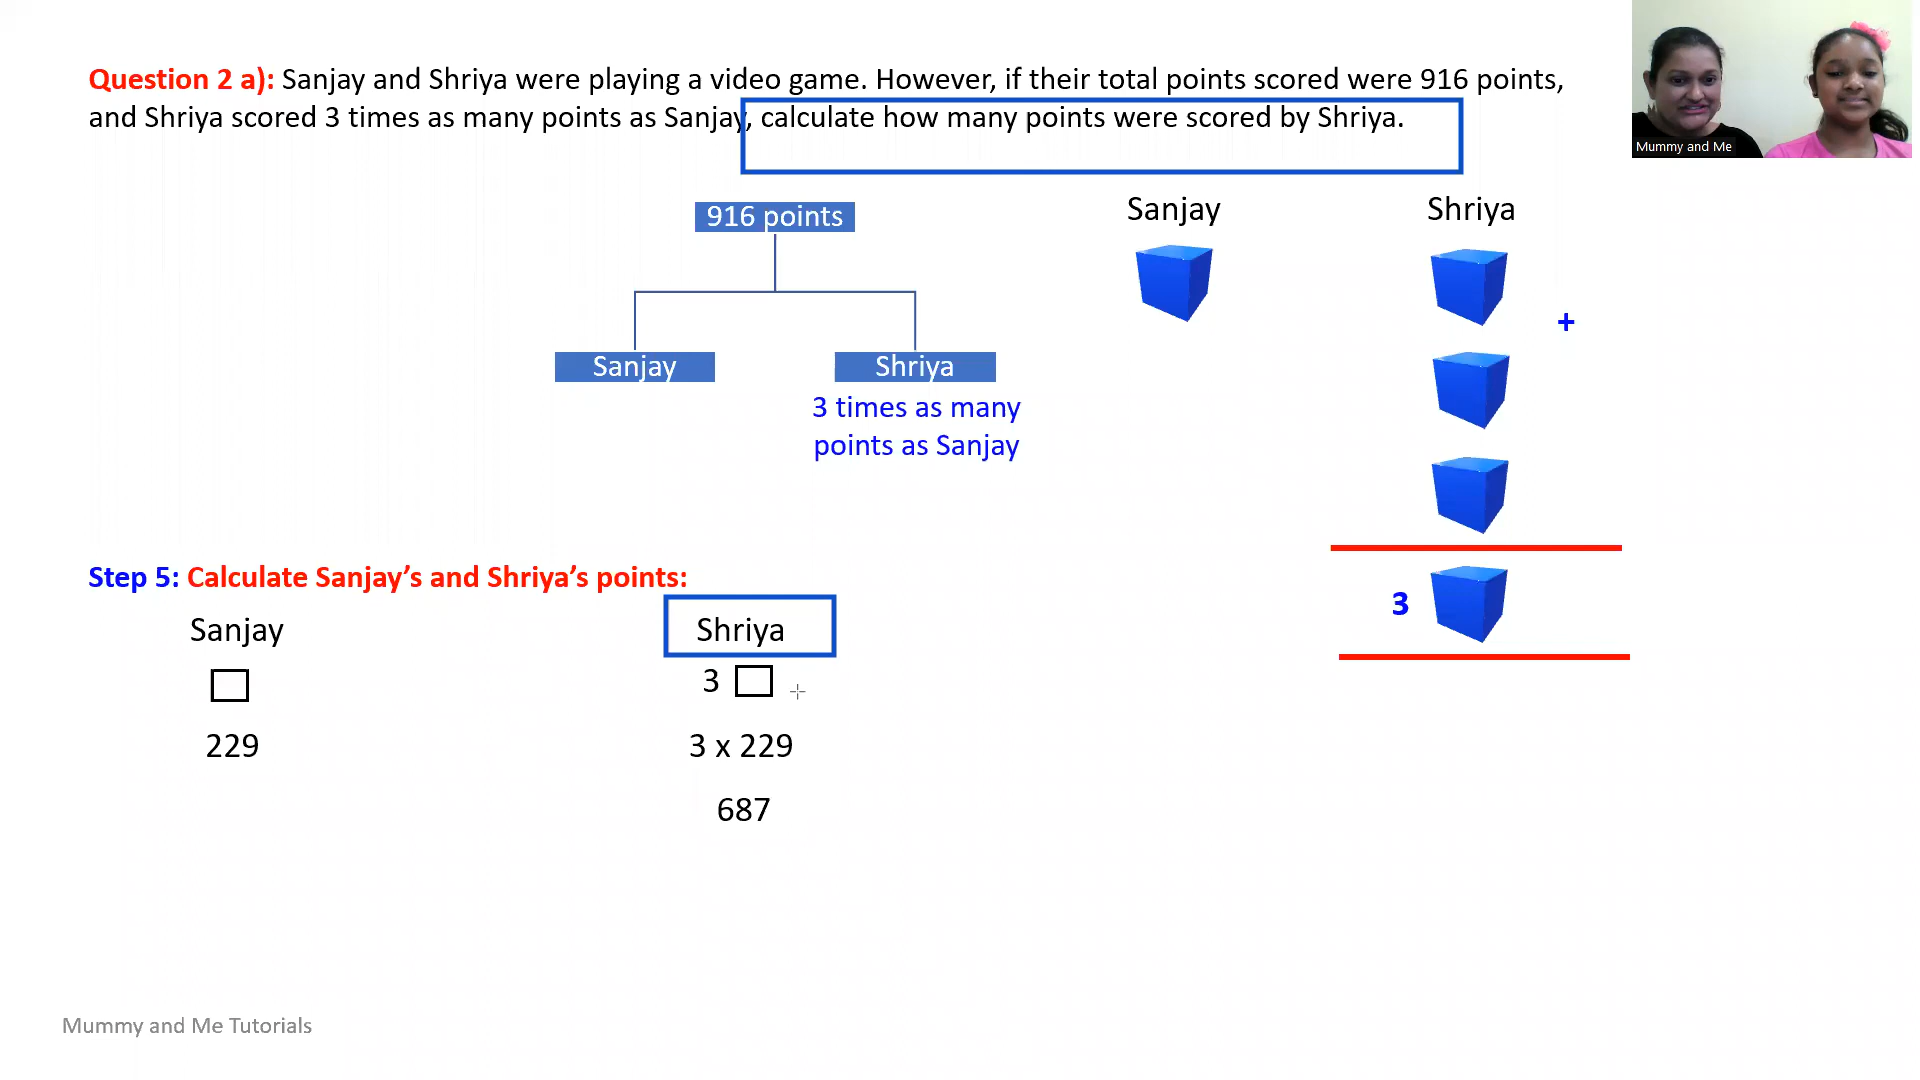 Question 2 a): Sanjay and Shriya were playing a video game. However, if their total points scored were 916 points,
and Shriya scored 3 times as many points as Sanjay, calculate how many points were scored by Shriya.
Mummy and Me
916 points
Sanjay
Shriya
3 times as many
points as Sanjay
Sanjay
Shriya
+
3
Step 5: Calculate Sanjay’s and Shriya’s points:
Sanjay
229
Shriya
3
3 x 229
687
Mummy and Me Tutorials